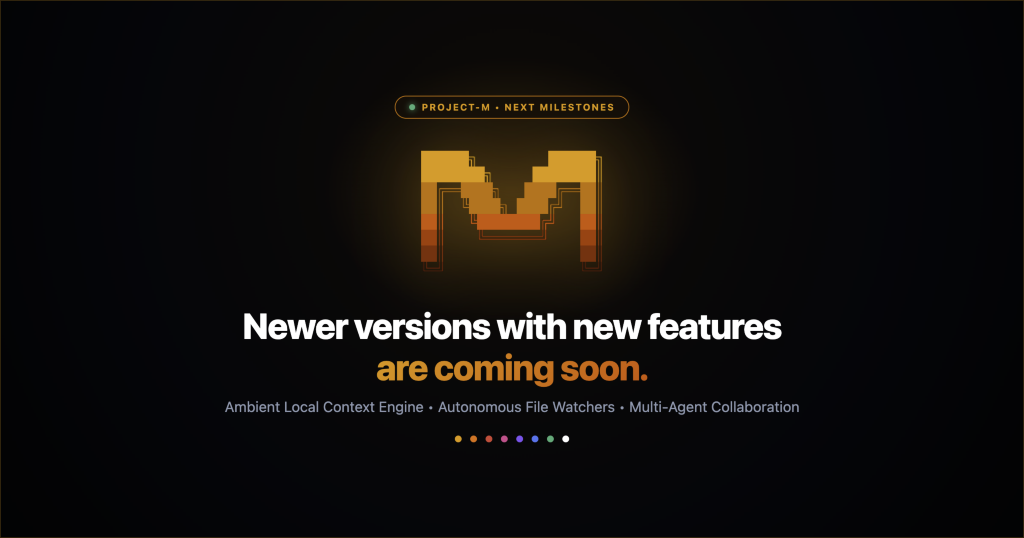 PROJECT-M • NEXT MILESTONES
M
Newer versions with new features
are coming soon.
Ambient Local Context Engine • Autonomous File Watchers • Multi-Agent Collaboration